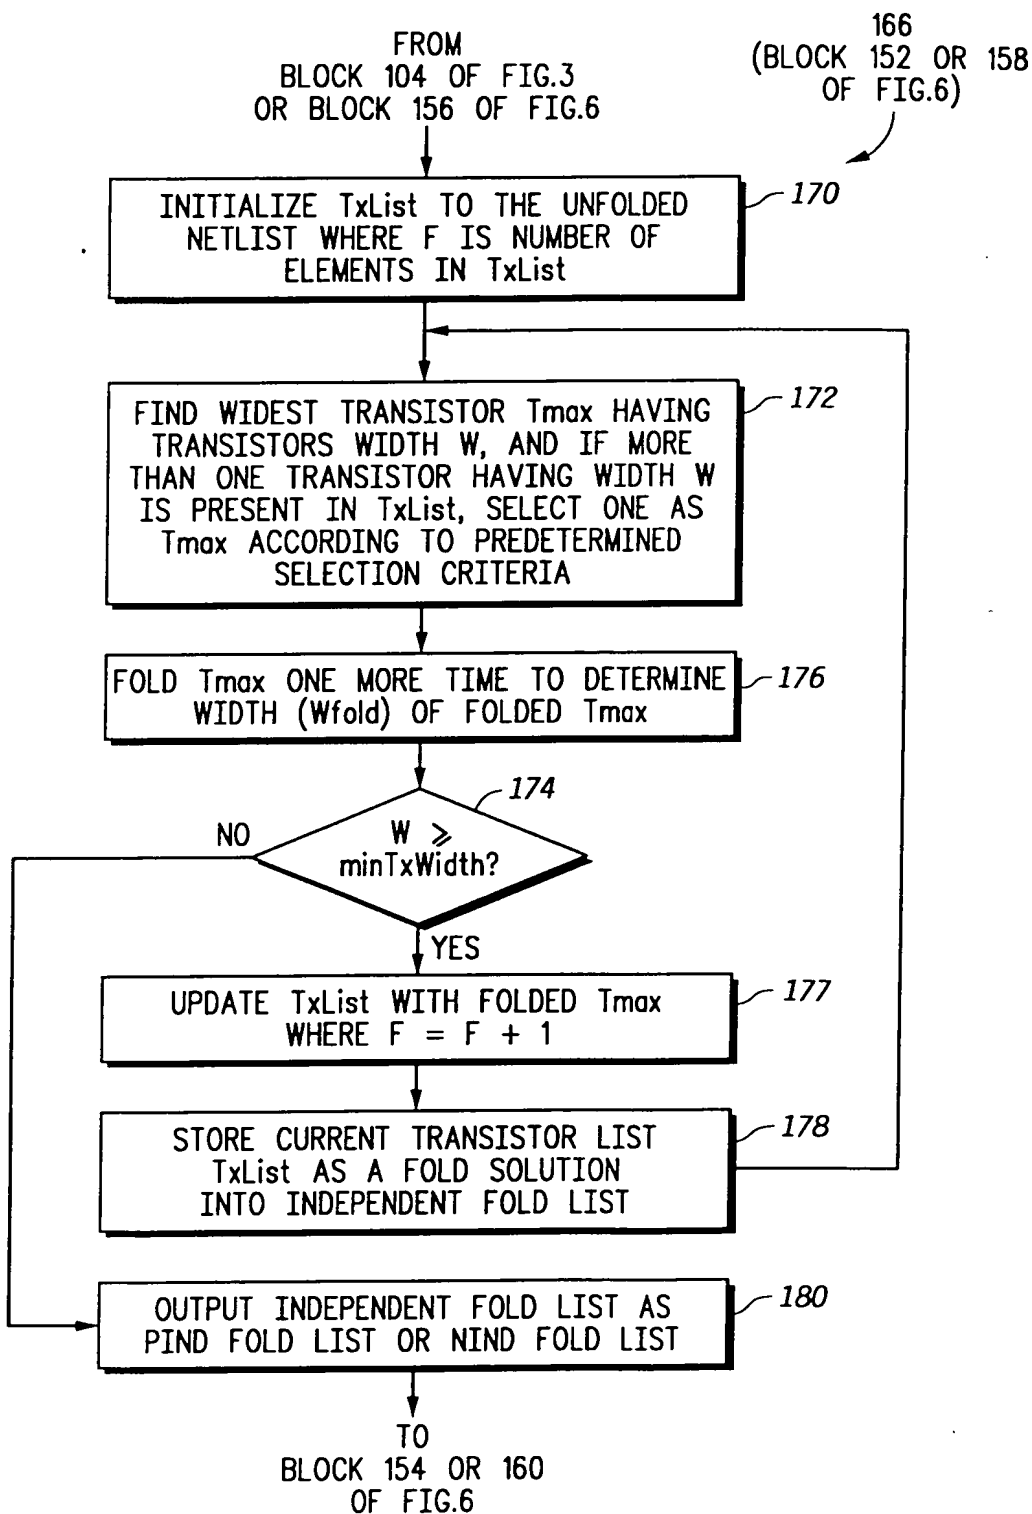 FROM
BLOCK 104 OF FIG.3
OR BLOCK 156 OF FIG.6
166
(BLOCK 152 OR 158
OF FIG.6)
INITIALIZE TxList TO THE UNFOLDED
NETLIST WHERE F IS NUMBER OF
ELEMENTS IN TxList
170
FIND WIDEST TRANSISTOR Tmax HAVING
TRANSISTORS WIDTH W, AND IF MORE
THAN ONE TRANSISTOR HAVING WIDTH W
IS PRESENT IN TxList, SELECT ONE AS
Tmax ACCORDING TO PREDETERMINED
SELECTION CRITERIA
172
FOLD Tmax ONE MORE TIME TO DETERMINE
WIDTH (Wfold) OF FOLDED Tmax
176
174
NO
W ⩾
minTxWidth?
YES
UPDATE TxList WITH FOLDED Tmax
WHERE F = F + 1
177
STORE CURRENT TRANSISTOR LIST
TxList AS A FOLD SOLUTION
INTO INDEPENDENT FOLD LIST
178
OUTPUT INDEPENDENT FOLD LIST AS
PIND FOLD LIST OR NIND FOLD LIST
180
TO
BLOCK 154 OR 160
OF FIG.6